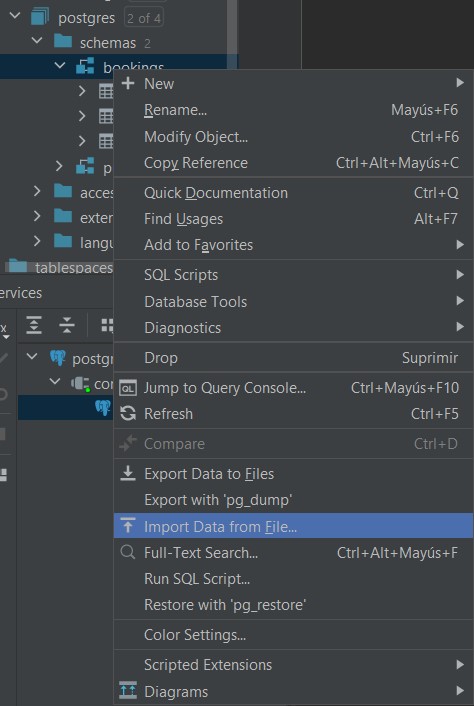 postgres 2 of 4
schemas 2
bookings
New
Rename... Mayús+F6
Modify Object... Ctrl+F6
Copy Reference Ctrl+Alt+Mayús+C
Quick Documentation Ctrl+Q
Find Usages Alt+F7
Add to Favorites
SQL Scripts
Database Tools
Diagnostics
Drop Suprimir
QL Jump to Query Console... Ctrl+Mayús+F10
Refresh Ctrl+F5
Compare Ctrl+D
Export Data to Files
Export with 'pg_dump'
Import Data from File...
Full-Text Search... Ctrl+Alt+Mayús+F
Run SQL Script...
Restore with 'pg_restore'
Color Settings...
Scripted Extensions
Diagrams
p
acce
exter
langu
tablespaces
ervices
x
postgr
con